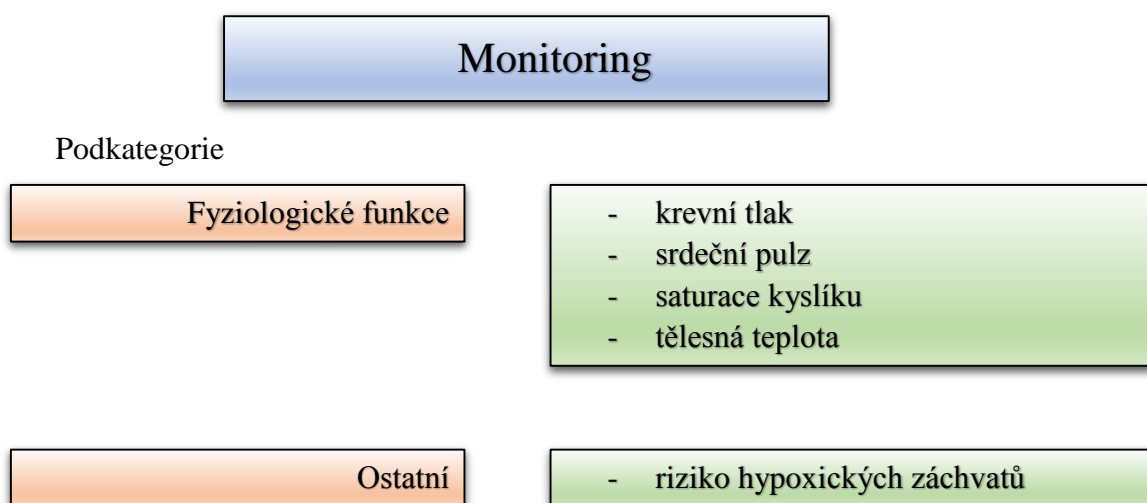 Monitoring
Podkategorie
Fyziologické funkce
- krevní tlak
- srdeční pulz
- saturace kyslíku
- tělesná teplota
Ostatní
- riziko hypoxických záchvatů